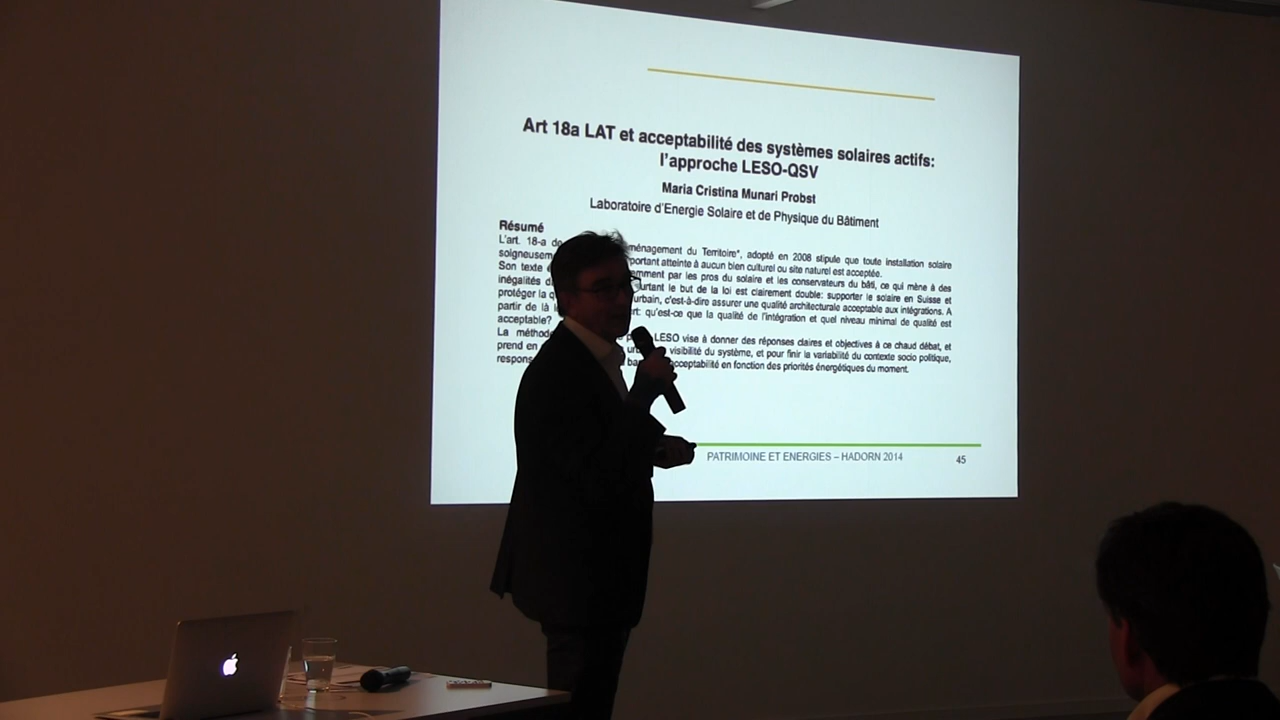 Art 18a LAT et acceptabilité des systèmes solaires actifs:
l'approche LESO-QSV
Maria Cristina Munari Probst
Laboratoire d'Energie Solaire et de Physique du Bâtiment
Résumé
L'art. 18-a de ménagement du Territoire*, adopté en 2008 stipule que toute installation solaire
soigneusem portant atteinte à aucun bien culturel ou site naturel est acceptée.
Son texte emment par les pros du solaire et les conservateurs du bâti, ce qui mène à des
inégalités d urtant le but de la loi est clairement double: supporter le solaire en Suisse et
protéger la q urbain, c'est-à-dire assurer une qualité architecturale acceptable aux intégrations. A
partir de là l rt: qu'est-ce que la qualité de l'intégration et quel niveau minimal de qualité est
acceptable?
La méthode LESO vise à donner des réponses claires et objectives à ce chaud débat, et
prend en visibilité du système, et pour finir la variabilité du contexte socio politique,
respons acceptabilité en fonction des priorités énergétiques du moment.
PATRIMOINE ET ENERGIES – HADORN 2014 45